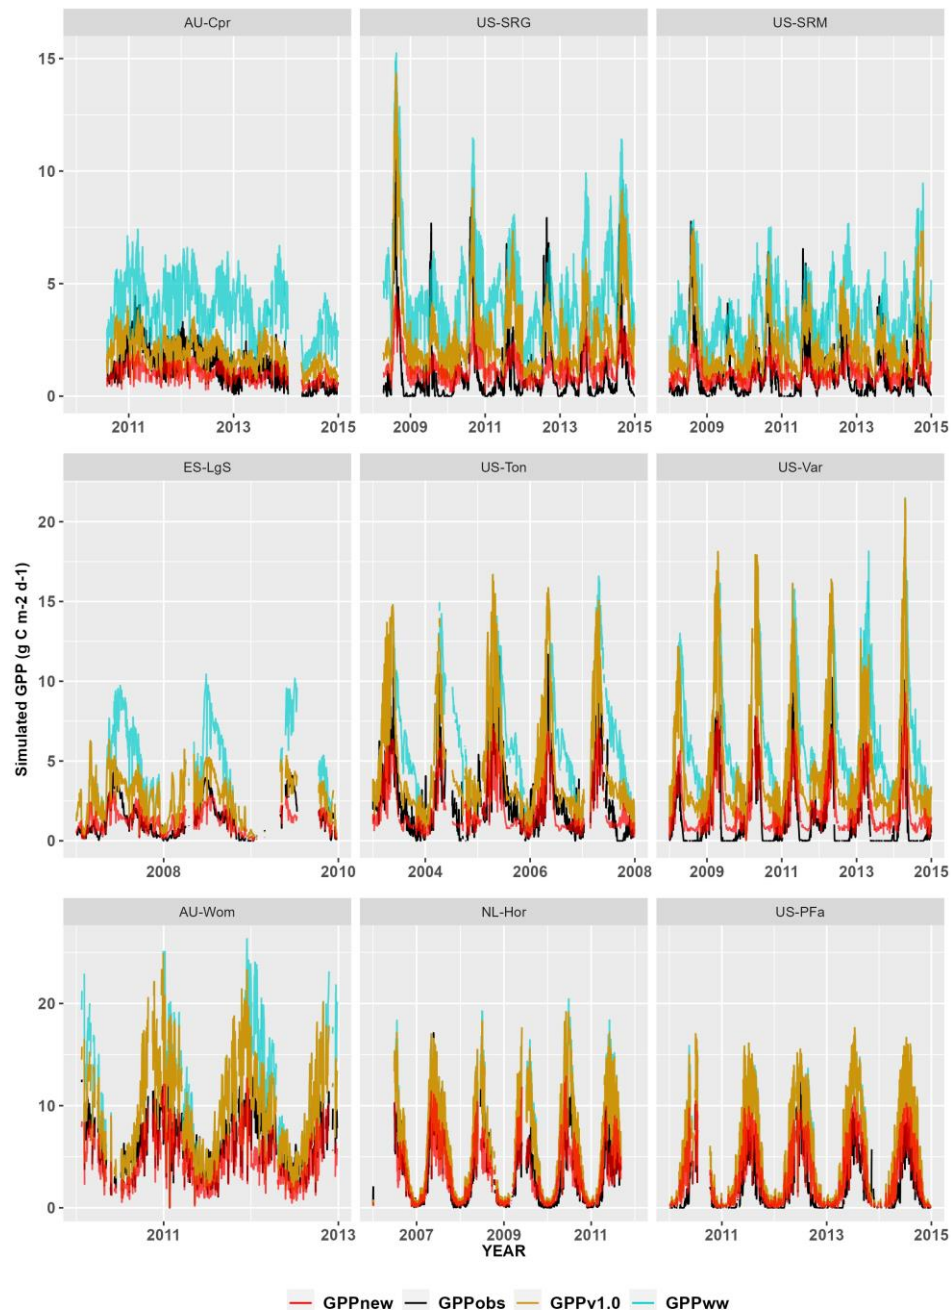 AU-Cpr US-SRG US-SRM
15
10
5
0
2011 2013 2015 2009 2011 2013 2015 2009 2011 2013 2015
ES-LgS US-Ton US-Var
20
15
10
5
0
2008 2010 2004 2006 2008 2009 2011 2013 2015
AU-Wom NL-Hor US-PFa
20
10
0
2011 2013 2007 2009 2011 2011 2013 2015
Simulated GPP (g C m-2 d-1)
YEAR
GPPnew GPPobs GPPv1.0 GPPww